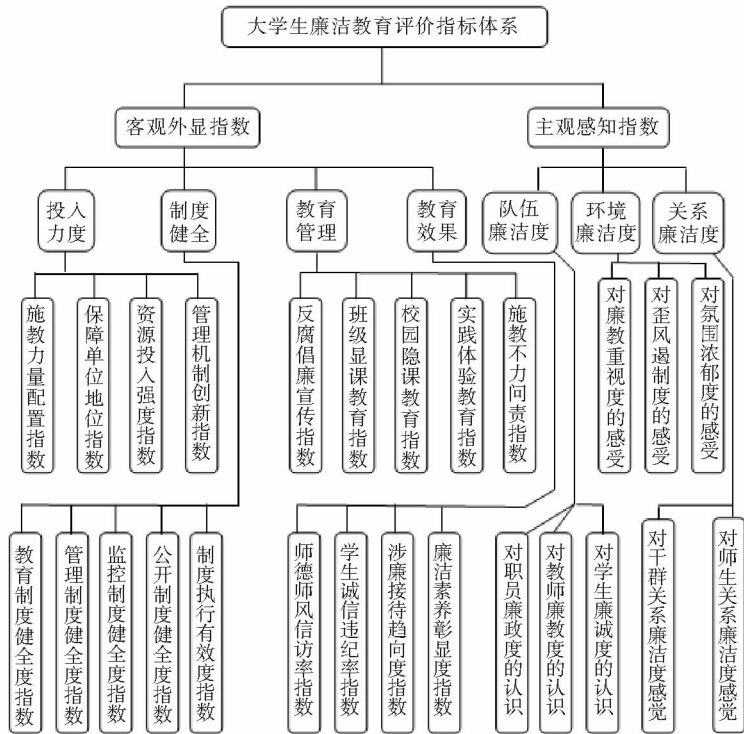 大学生廉洁教育评价指标体系
客观外显指数
主观感知指数
投入
力度
制度
健全
教育
管理
教育
效果
队伍
廉洁度
环境
廉洁度
关系
廉洁度
施教力量配置指数
保障单位地位指数
资源投入强度指数
管理机制创新指数
反腐倡廉宣传指数
班级显课教育指数
校园隐课教育指数
实践体验教育指数
施教不力问责指数
对廉教重视度的感受
对歪风遏制度的感受
对氛围浓郁度的感受
教育制度健全度指数
管理制度健全度指数
监控制度健全度指数
公开制度健全度指数
制度执行有效度指数
师德师风信访率指数
学生诚信违纪率指数
涉廉接待趋向度指数
廉洁素养彰显度指数
对职员廉政度的认识
对教师廉教度的认识
对学生廉诚度的认识
对干群关系廉洁度感觉
对师生关系廉洁度感觉